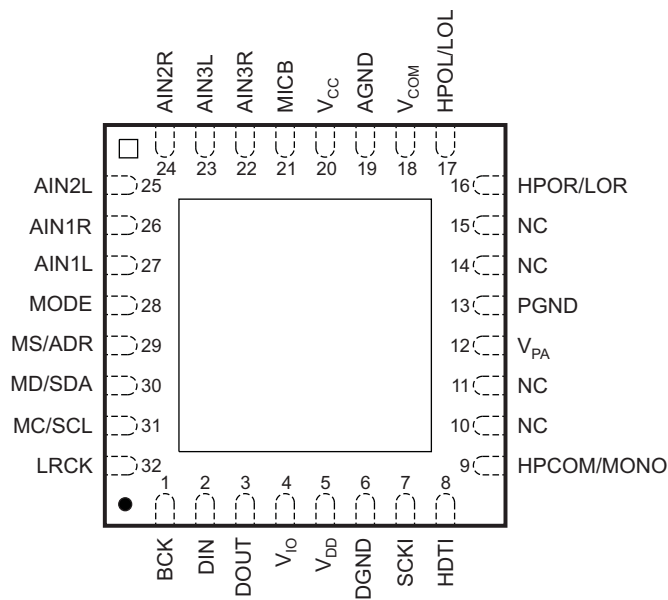 AIN2R AIN3L AIN3R MICB VCC AGND VCOM HPOL/LOL
24 23 22 21 20 19 18 17
AIN2L 25 16 HPOR/LOR
AIN1R 26 15 NC
AIN1L 27 14 NC
MODE 28 13 PGND
MS/ADR 29 12 VPA
MD/SDA 30 11 NC
MC/SCL 31 10 NC
LRCK 32 9 HPCOM/MONO
1 2 3 4 5 6 7 8
BCK DIN DOUT VIO VDD DGND SCKI HDTI